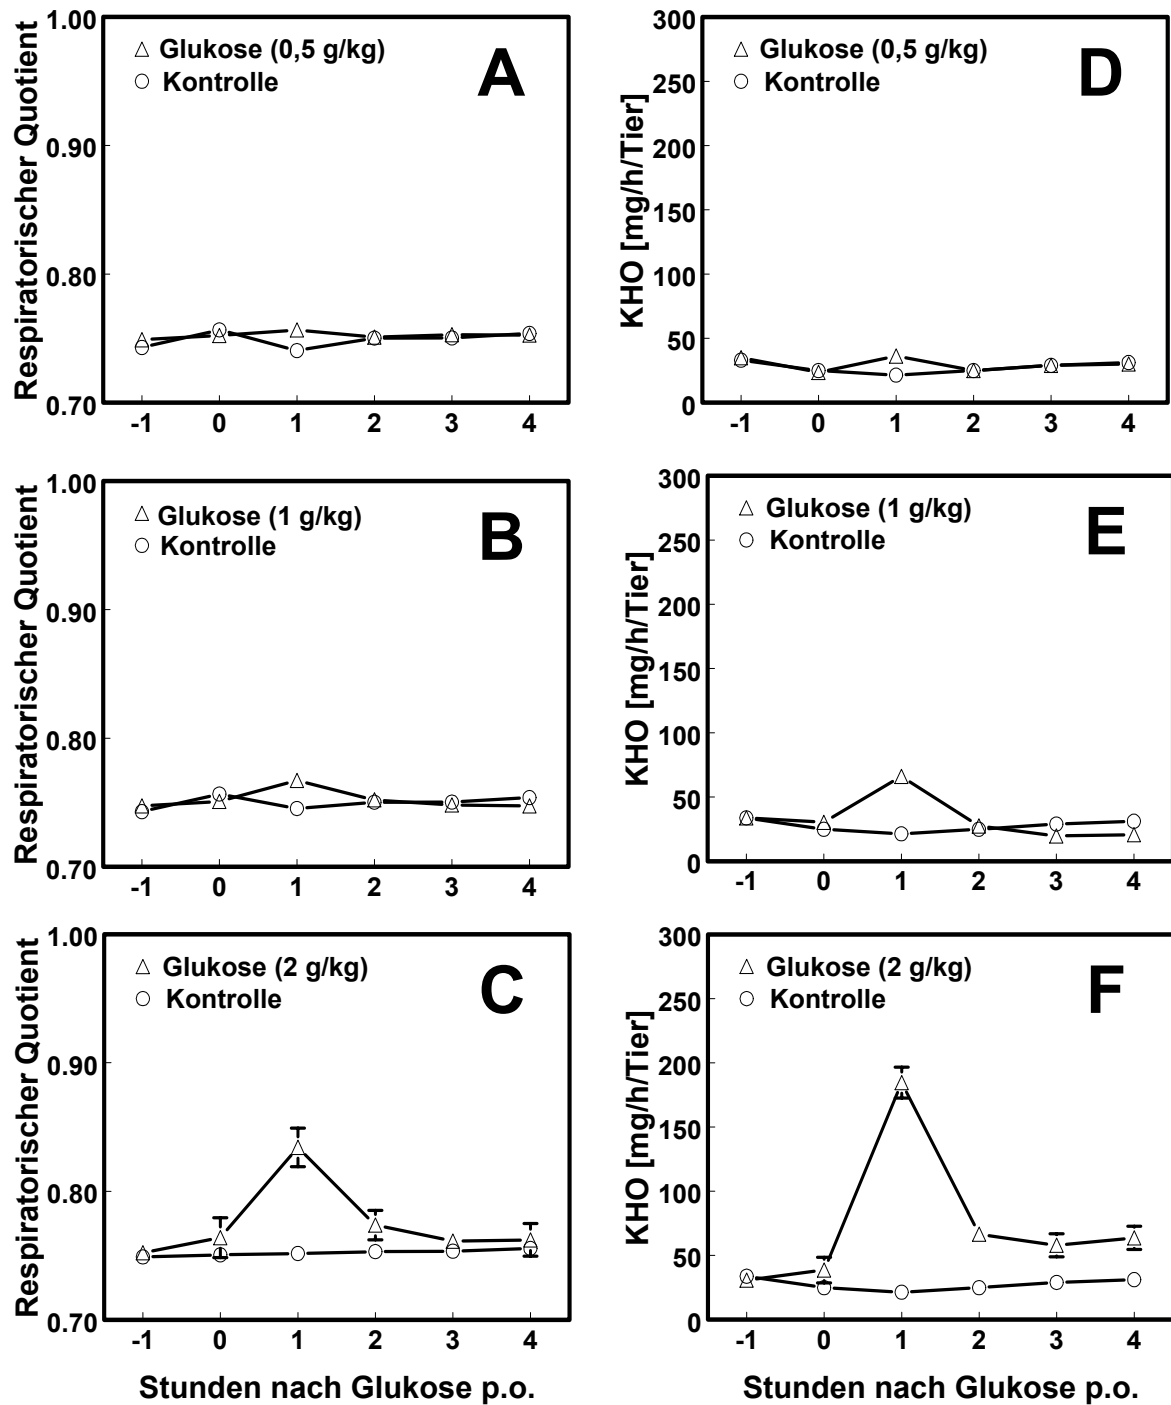 Respiratorischer Quotient
1.00
0.90
0.80
0.70
Glukose (0,5 g/kg)
Kontrolle
A
-1 0 1 2 3 4
KHO [mg/h/Tier]
300
250
200
150
100
50
0
Glukose (0,5 g/kg)
Kontrolle
D
-1 0 1 2 3 4
Respiratorischer Quotient
1.00
0.90
0.80
0.70
Glukose (1 g/kg)
Kontrolle
B
-1 0 1 2 3 4
KHO [mg/h/Tier]
300
250
200
150
100
50
0
Glukose (1 g/kg)
Kontrolle
E
-1 0 1 2 3 4
Respiratorischer Quotient
1.00
0.90
0.80
0.70
Glukose (2 g/kg)
Kontrolle
C
-1 0 1 2 3 4
Stunden nach Glukose p.o.
KHO [mg/h/Tier]
300
250
200
150
100
50
0
Glukose (2 g/kg)
Kontrolle
F
-1 0 1 2 3 4
Stunden nach Glukose p.o.